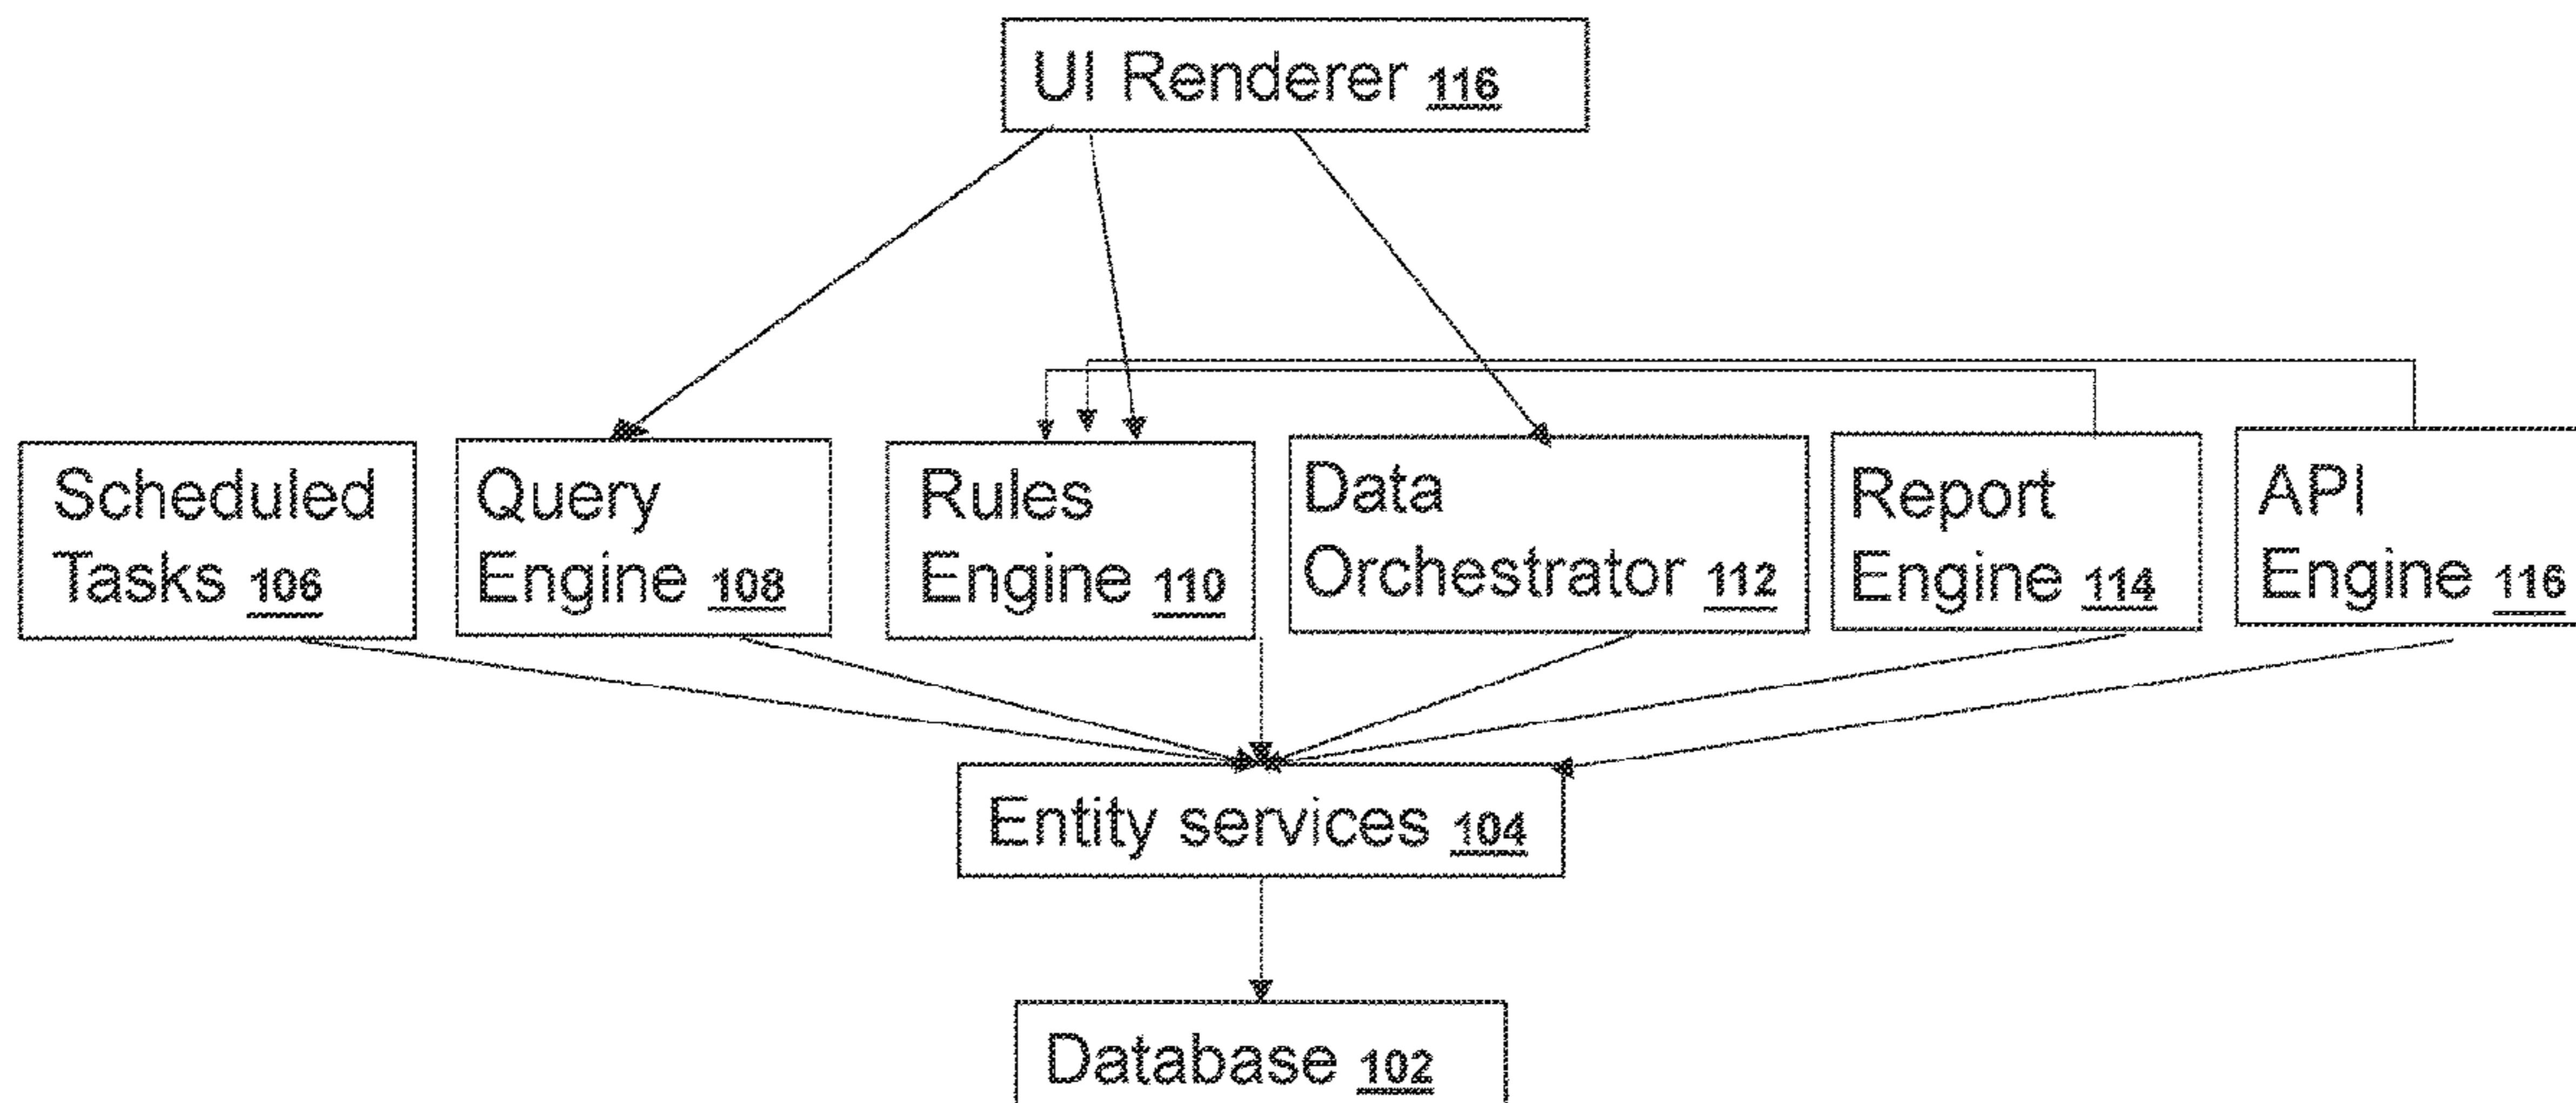 UI Renderer 116
Scheduled
Tasks 106
Query
Engine 108
Rules
Engine 110
Data
Orchestrator 112
Report
Engine 114
API
Engine 116
Entity services 104
Database 102